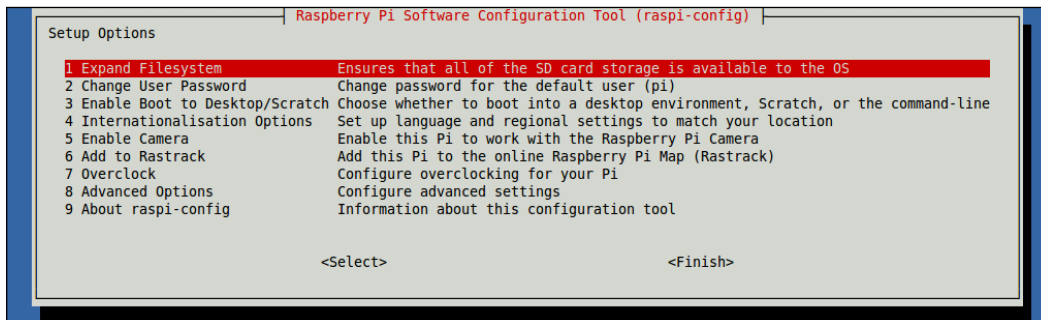 Raspberry Pi Software Configuration Tool (raspi-config)
Setup Options
1 Expand Filesystem Ensures that all of the SD card storage is available to the OS
2 Change User Password Change password for the default user (pi)
3 Enable Boot to Desktop/Scratch Choose whether to boot into a desktop environment, Scratch, or the command-line
4 Internationalisation Options Set up language and regional settings to match your location
5 Enable Camera Enable this Pi to work with the Raspberry Pi Camera
6 Add to Rastrack Add this Pi to the online Raspberry Pi Map (Rastrack)
7 Overclock Configure overclocking for your Pi
8 Advanced Options Configure advanced settings
9 About raspi-config Information about this configuration tool
<Select> <Finish>